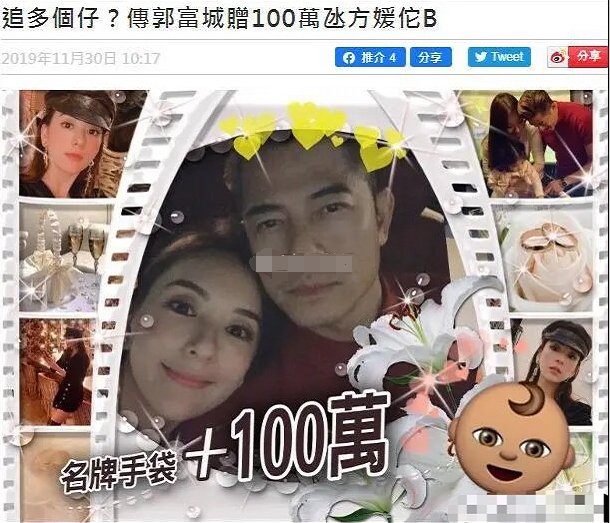 追多個仔？傳郭富城贈100萬氹方媛佗B
2019年11月30日 10:17
推介 4
分享
Tweet
分享
名牌手袋＋100萬